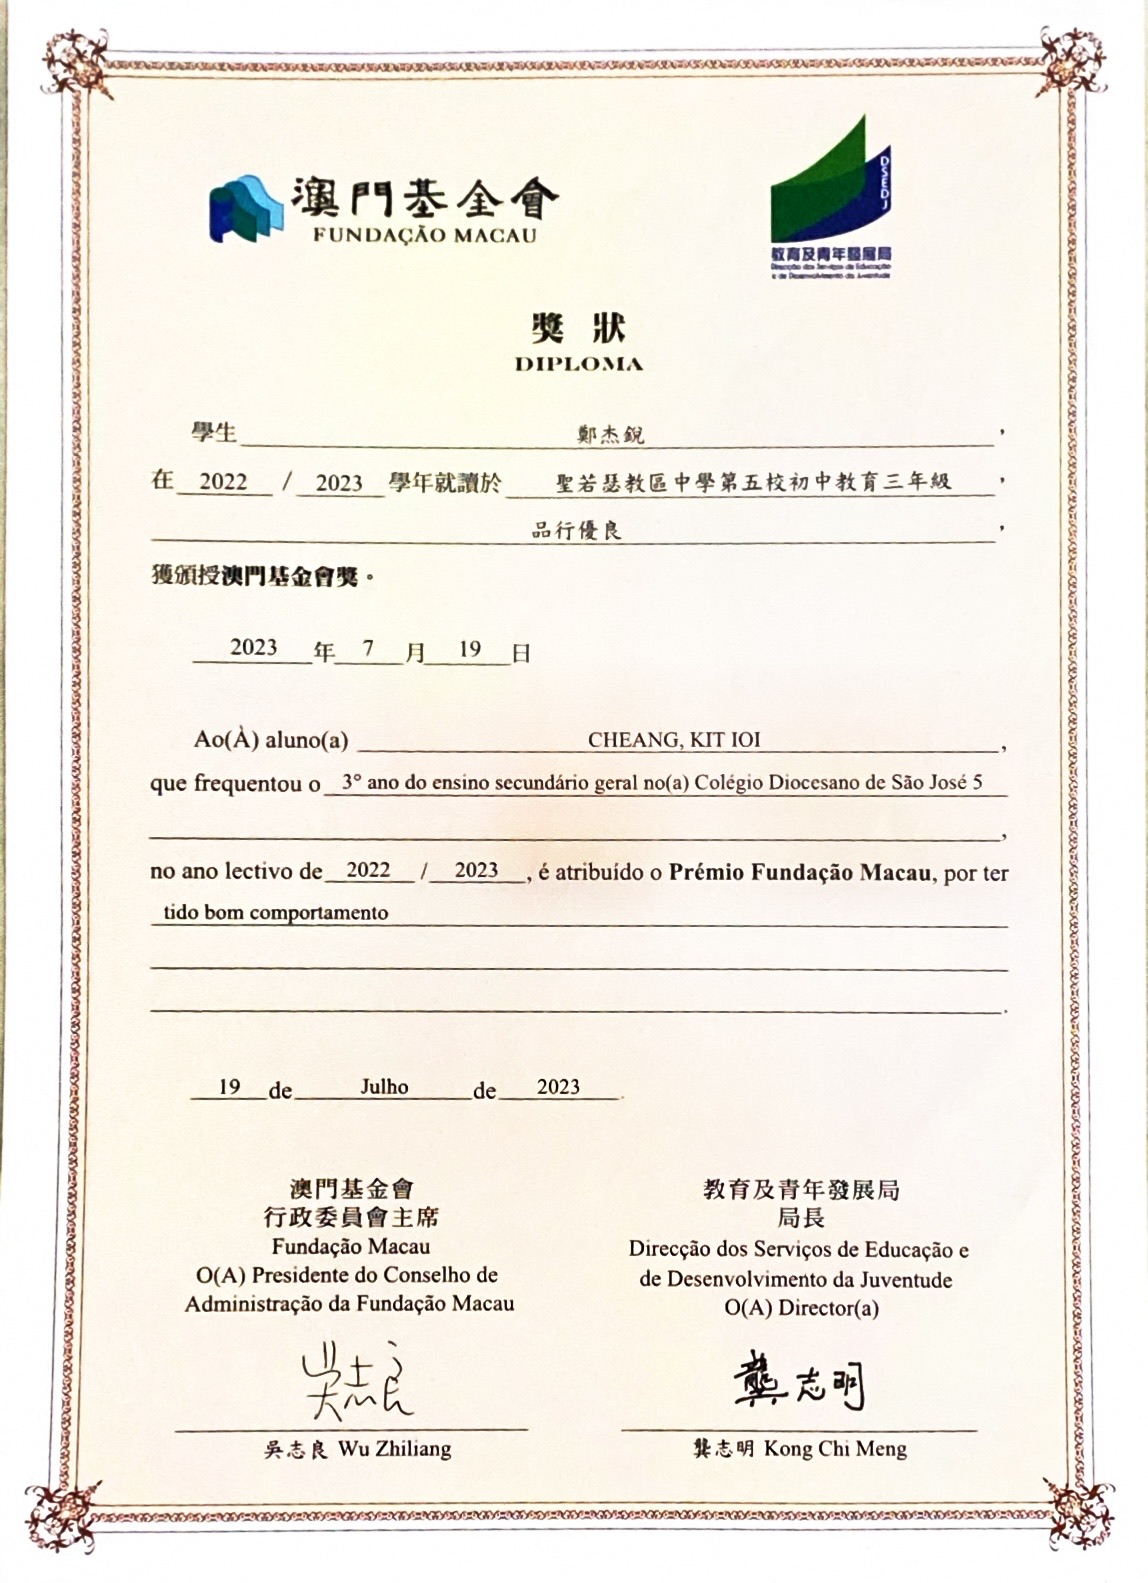 澳門基金會
FUNDAÇÃO MACAU
DSEDJ
教育及青年發展局
Direcção dos Serviços de Educação
e de Desenvolvimento da Juventude
獎 狀
DIPLOMA
學生 鄭杰銳 ，
在 2022 / 2023 學年就讀於 聖若瑟教區中學第五校初中教育三年級 ，
品行優良 ，
獲頒授澳門基金會獎。
2023 年 7 月 19 日
Ao(À) aluno(a) CHEANG, KIT IOI ,
que frequentou o 3° ano do ensino secundário geral no(a) Colégio Diocesano de São José 5
,
no ano lectivo de 2022 / 2023 , é atribuído o Prémio Fundação Macau, por ter
tido bom comportamento
.
19 de Julho de 2023 .
澳門基金會
行政委員會主席
Fundação Macau
O(A) Presidente do Conselho de
Administração da Fundação Macau
吳志良
吳志良 Wu Zhiliang
教育及青年發展局
局長
Direcção dos Serviços de Educação e
de Desenvolvimento da Juventude
O(A) Director(a)
龔志明
龔志明 Kong Chi Meng